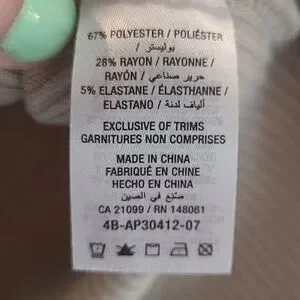 67% POLYESTER / POLIÉSTER /
بوليستر /
28% RAYON / RAYONNE /
RAYÓN / حرير صناعي /
5% ELASTANE / ÉLASTHANNE /
ELASTANO / ألياف لدنة /
EXCLUSIVE OF TRIMS
GARNITURES NON COMPRISES
MADE IN CHINA
FABRIQUÉ EN CHINE
HECHO EN CHINA
صنع في الصين
CA 21099 / RN 148061
4B-AP30412-07